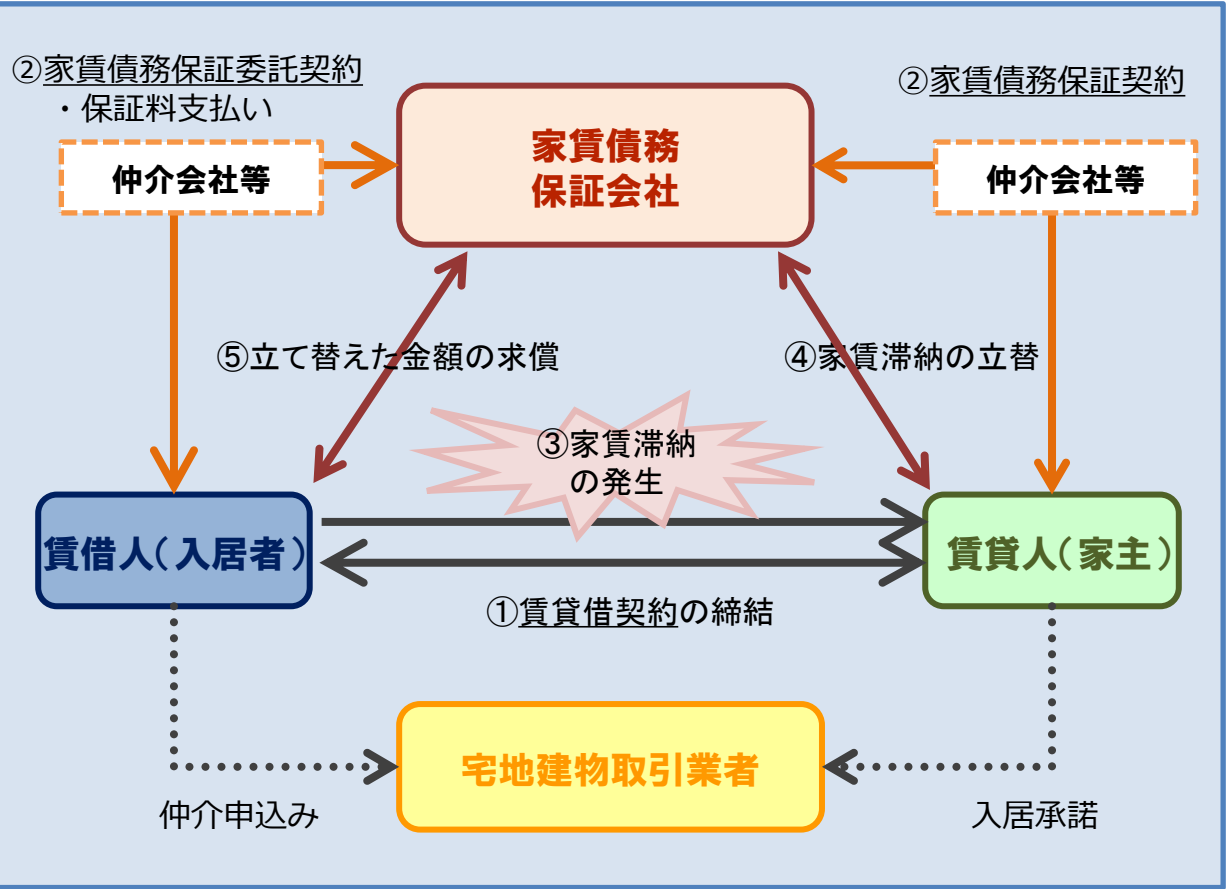 ②家賃債務保証委託契約
・保証料支払い
②家賃債務保証契約
仲介会社等
家賃債務
保証会社
仲介会社等
⑤立て替えた金額の求償
④家賃滞納の立替
③家賃滞納
の発生
賃借人(入居者)
賃貸人(家主)
①賃貸借契約の締結
宅地建物取引業者
仲介申込み
入居承諾